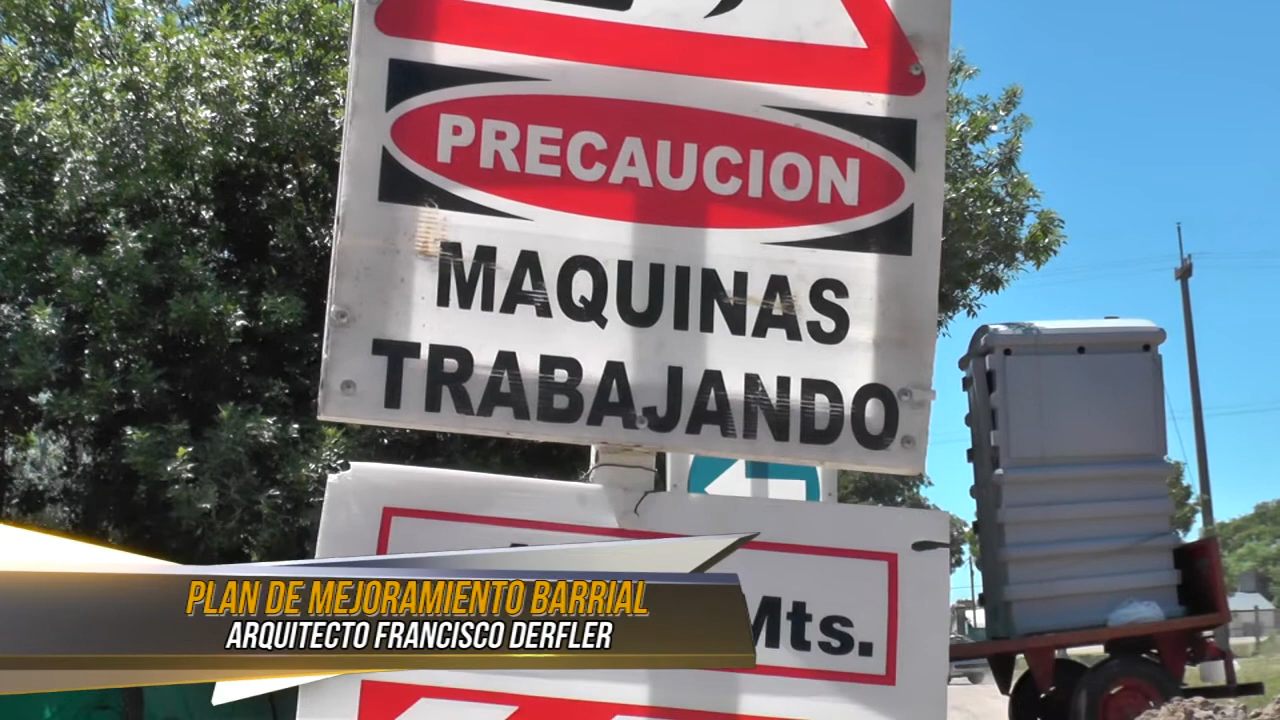 PRECAUCION
MAQUINAS
TRABAJANDO
Mts.
PLAN DE MEJORAMIENTO BARRIAL
ARQUITECTO FRANCISCO DERFLER